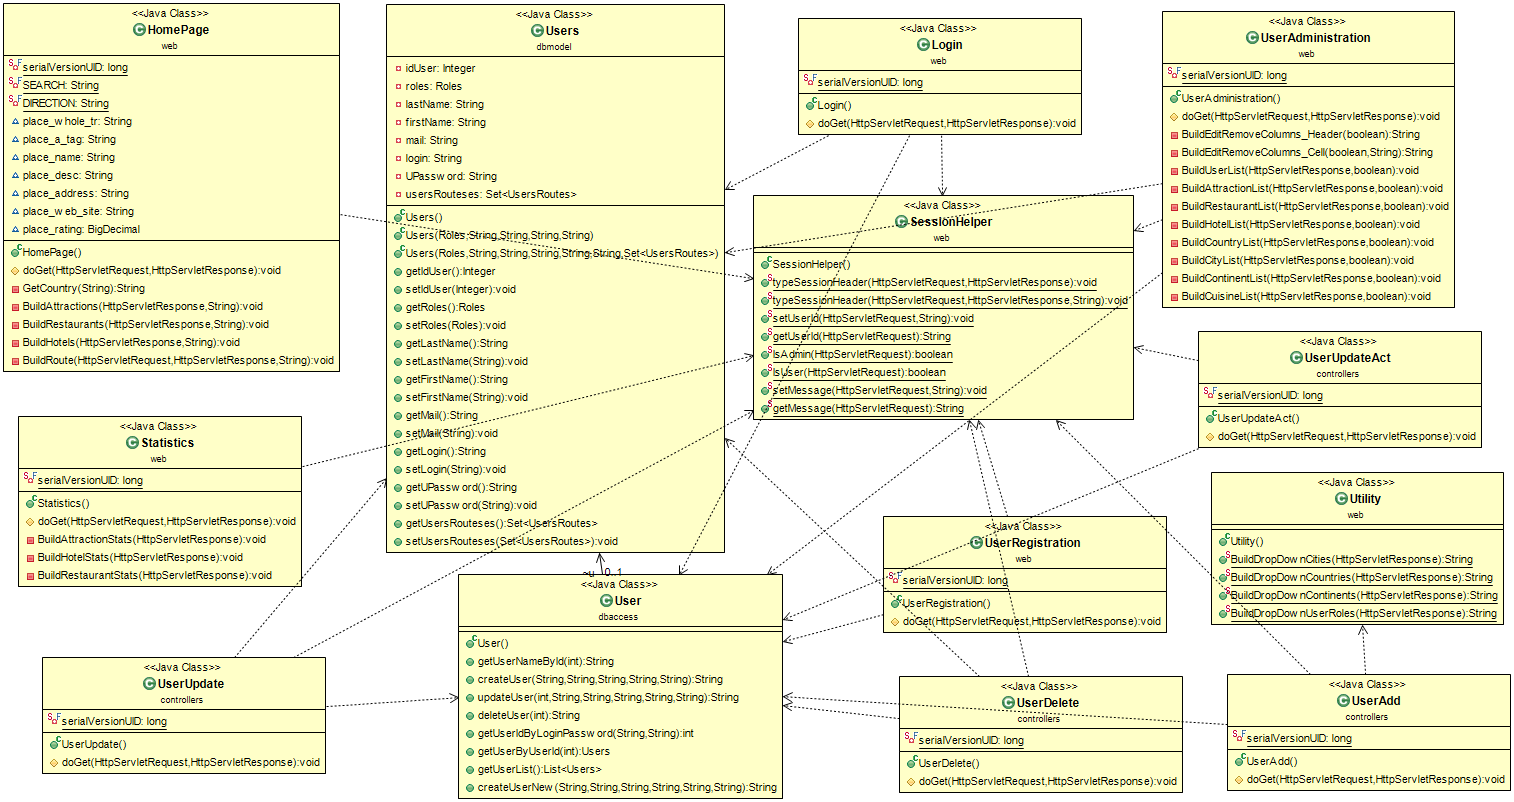 <<Java Class>>
HomePage
web
serialVersionUID: long
SEARCH: String
DIRECTION: String
place_whole_tr: String
place_a_tag: String
place_name: String
place_desc: String
place_address: String
place_web_site: String
place_rating: BigDecimal
HomePage()
doGet(HttpServletRequest,HttpServletResponse):void
GetCountry(String):String
BuildAttractions(HttpServletResponse,String):void
BuildRestaurants(HttpServletResponse,String):void
BuildHotels(HttpServletResponse,String):void
BuildRoute(HttpServletRequest,HttpServletResponse,String):void
<<Java Class>>
Users
dbmodel
idUser: Integer
roles: Roles
lastName: String
firstName: String
mail: String
login: String
UPassword: String
usersRouteses: Set<UsersRoutes>
Users()
Users(Roles,String,String,String,String)
Users(Roles,String,String,String,String,String,Set<UsersRoutes>)
getIdUser():Integer
setIdUser(Integer):void
getRoles():Roles
setRoles(Roles):void
getLastName():String
setLastName(String):void
getFirstName():String
setFirstName(String):void
getMail():String
setMail(String):void
getLogin():String
setLogin(String):void
getUPassword():String
setUPassword(String):void
getUsersRouteses():Set<UsersRoutes>
setUsersRouteses(Set<UsersRoutes>):void
<<Java Class>>
Login
web
serialVersionUID: long
Login()
doGet(HttpServletRequest,HttpServletResponse):void
<<Java Class>>
UserAdministration
web
serialVersionUID: long
UserAdministration()
doGet(HttpServletRequest,HttpServletResponse):void
BuildEditRemoveColumns_Header(boolean):String
BuildEditRemoveColumns_Cell(boolean,String):String
BuildUserList(HttpServletResponse,boolean):void
BuildAttractionList(HttpServletResponse,boolean):void
BuildRestaurantList(HttpServletResponse,boolean):void
BuildHotelList(HttpServletResponse,boolean):void
BuildCountryList(HttpServletResponse,boolean):void
BuildCityList(HttpServletResponse,boolean):void
BuildContinentList(HttpServletResponse,boolean):void
BuildCuisineList(HttpServletResponse,boolean):void
<<Java Class>>
SessionHelper
web
SessionHelper()
typeSessionHeader(HttpServletRequest,HttpServletResponse):void
typeSessionHeader(HttpServletRequest,HttpServletResponse,String):void
setUserId(HttpServletRequest,String):void
getUserId(HttpServletRequest):String
IsAdmin(HttpServletRequest):boolean
IsUser(HttpServletRequest):boolean
setMessage(HttpServletRequest,String):void
getMessage(HttpServletRequest):String
<<Java Class>>
UserUpdateAct
controllers
serialVersionUID: long
UserUpdateAct()
doGet(HttpServletRequest,HttpServletResponse):void
<<Java Class>>
Statistics
web
serialVersionUID: long
Statistics()
doGet(HttpServletRequest,HttpServletResponse):void
BuildAttractionStats(HttpServletResponse):void
BuildHotelStats(HttpServletResponse):void
BuildRestaurantStats(HttpServletResponse):void
<<Java Class>>
Utility
web
Utility()
BuildDropDownCities(HttpServletResponse):String
BuildDropDownCountries(HttpServletResponse):String
BuildDropDownContinents(HttpServletResponse):String
BuildDropDownUserRoles(HttpServletResponse):String
<<Java Class>>
UserRegistration
web
serialVersionUID: long
UserRegistration()
doGet(HttpServletRequest,HttpServletResponse):void
~u 0..1
<<Java Class>>
User
dbaccess
User()
getUserNameById(int):String
createUser(String,String,String,String,String):String
updateUser(int,String,String,String,String,String):String
deleteUser(int):String
getUserIdByLoginPassword(String,String):int
getUserByUserId(int):Users
getUserList():List<Users>
createUserNew(String,String,String,String,String,String):String
<<Java Class>>
UserUpdate
controllers
serialVersionUID: long
UserUpdate()
doGet(HttpServletRequest,HttpServletResponse):void
<<Java Class>>
UserDelete
controllers
serialVersionUID: long
UserDelete()
doGet(HttpServletRequest,HttpServletResponse):void
<<Java Class>>
UserAdd
controllers
serialVersionUID: long
UserAdd()
doGet(HttpServletRequest,HttpServletResponse):void